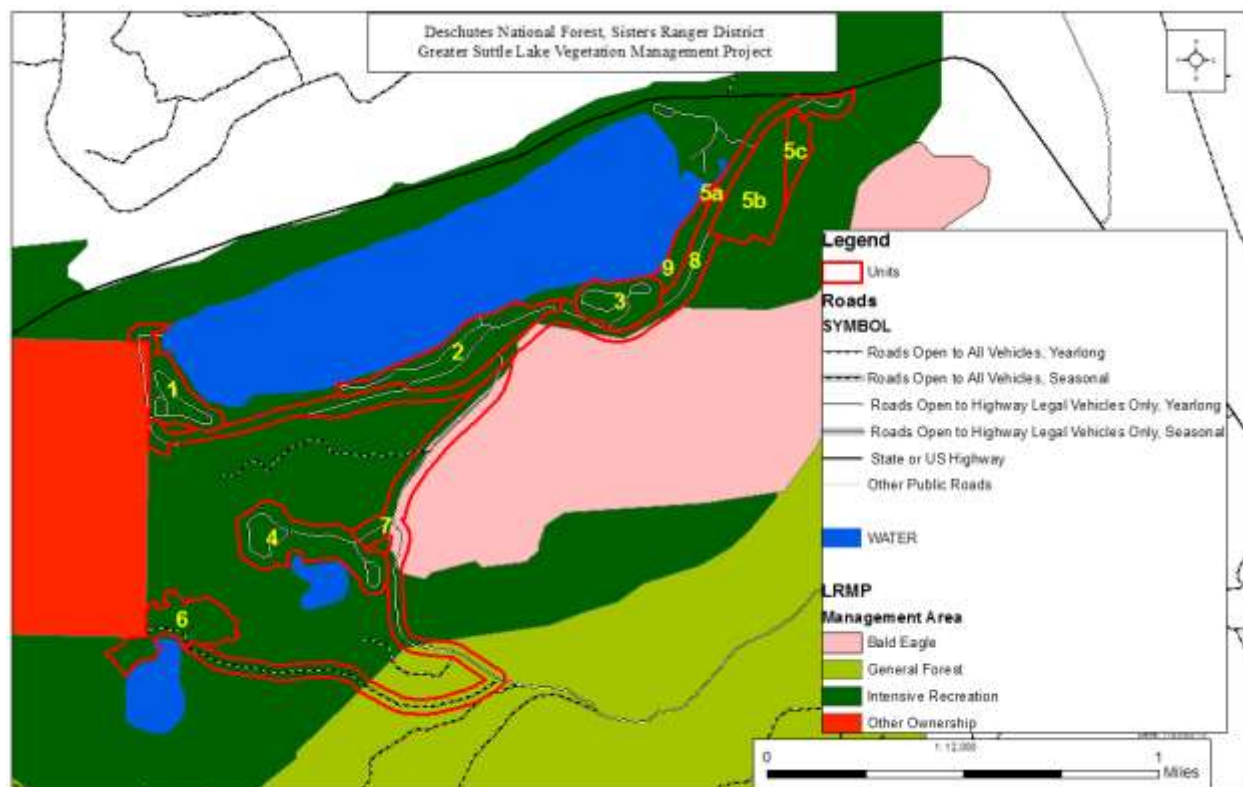 Deschutes National Forest, Sisters Ranger District
Greater Suttle Lake Vegetation Management Project
5c
5a
5b
9
8
3
2
1
7
4
6
Legend
Units
Roads
SYMBOL
Roads Open to All Vehicles, Yearlong
Roads Open to All Vehicles, Seasonal
Roads Open to Highway Legal Vehicles Only, Yearlong
Roads Open to Highway Legal Vehicles Only, Seasonal
State or US Highway
Other Public Roads
WATER
LRMP
Management Area
Bald Eagle
General Forest
Intensive Recreation
Other Ownership
1: 12,000
0 1
Miles